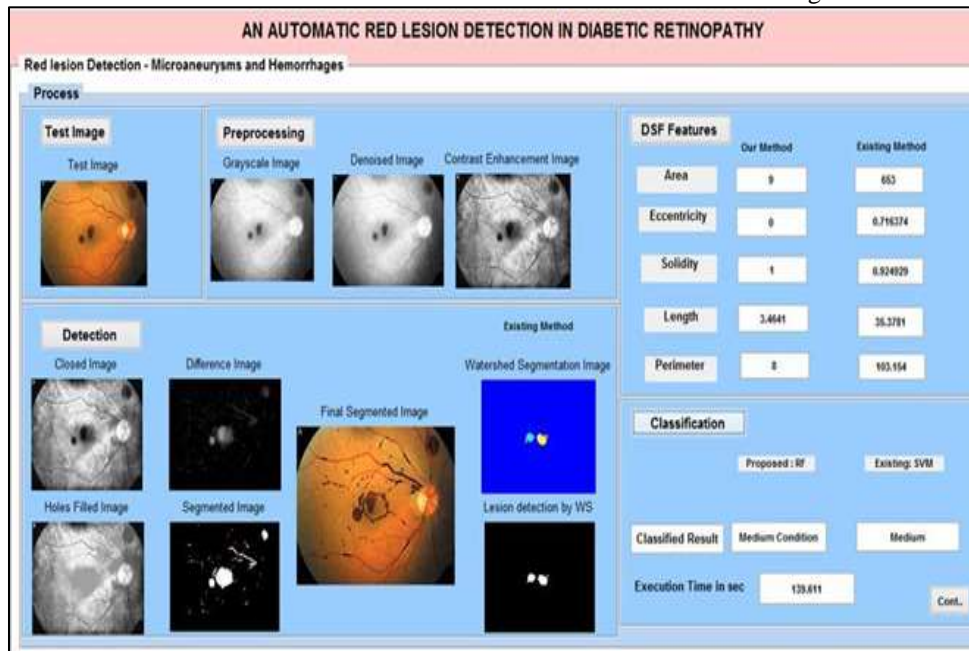 AN AUTOMATIC RED LESION DETECTION IN DIABETIC RETINOPATHY
Red lesion Detection - Microaneurysms and Hemorrhages
Process
Test Image
Test Image
Preprocessing
Grayscale Image
Denoised Image
Contrast Enhancement Image
DSF Features
Our Method
Existing Method
Area
9
653
Eccentricity
0
0.716374
Solidity
1
0.924929
Length
3.4641
35.3781
Perimeter
8
103.154
Detection
Existing Method
Closed Image
Difference Image
Final Segmented Image
Watershed Segmentation Image
Holes Filled Image
Segmented Image
Lesion detection by WS
Classification
Proposed : Rf
Existing: SVM
Classified Result
Medium Condition
Medium
Execution Time in sec
139.611
Cont..